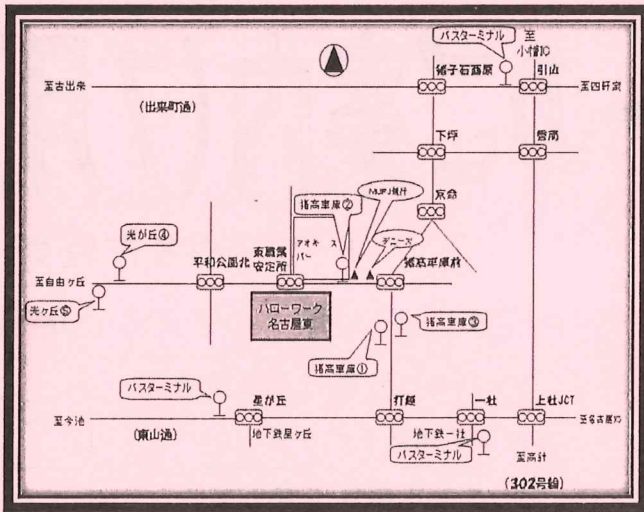 バスターミナル
至
小幡IC
至古出来
(出来町通)
猪子石西原
引山
至四軒家
下坪
香南
京命
猪高車庫②
MUFJ銀行
デニーズ
光が丘④
平和公園北
東職業
安定所
アオキ
ス
パー
猪高車庫前
至自由ヶ丘
光ヶ丘⑤
ハローワーク
名古屋東
猪高車庫③
猪高車庫①
バスターミナル
星が丘
打越
一社
上社JCT
至今池
至名古屋IC
(東山通)
地下鉄星ヶ丘
地下鉄一社
バスターミナル
至高針
(302号線)